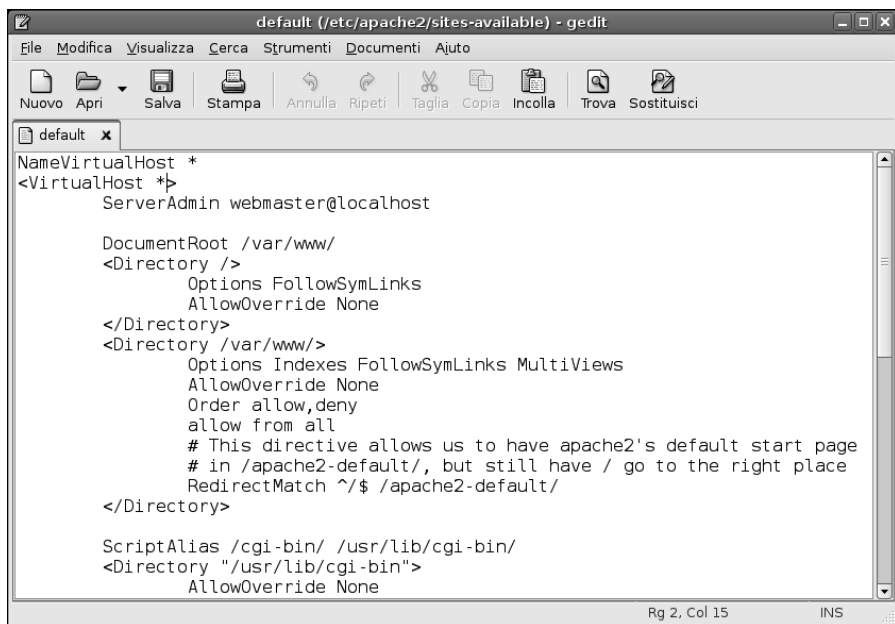 default (/etc/apache2/sites-available) - gedit
File Modifica Visualizza Cerca Strumenti Documenti Aiuto
Nuovo Apri Salva Stampa Annulla Ripeti Taglia Copia Incolla Trova Sostituisci
default
NameVirtualHost *
<VirtualHost *>
ServerAdmin webmaster@localhost
DocumentRoot /var/www/
<Directory />
Options FollowSymLinks
AllowOverride None
</Directory>
<Directory /var/www/>
Options Indexes FollowSymLinks MultiViews
AllowOverride None
Order allow,deny
allow from all
# This directive allows us to have apache2's default start page
# in /apache2-default/, but still have / go to the right place
RedirectMatch ^/$ /apache2-default/
</Directory>
ScriptAlias /cgi-bin/ /usr/lib/cgi-bin/
<Directory "/usr/lib/cgi-bin">
AllowOverride None
Rg 2, Col 15 INS